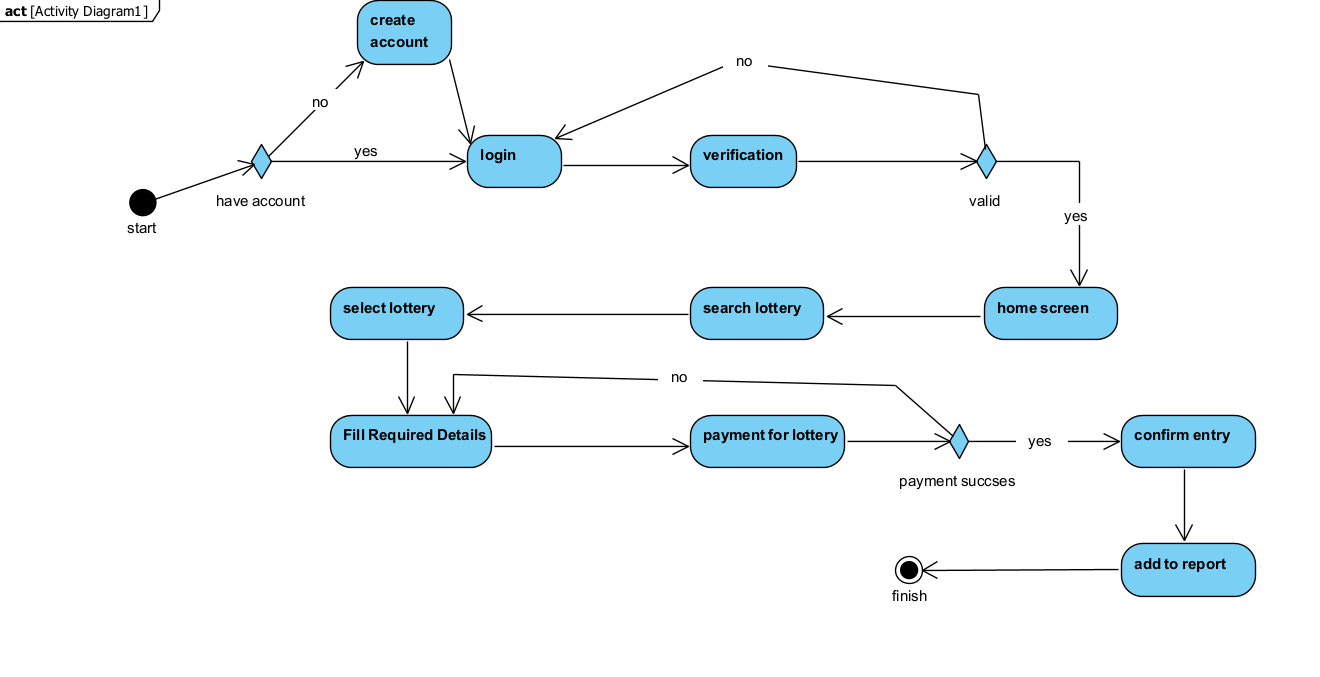 act [Activity Diagram1]
create
account
no
no
yes
login
verification
have account
valid
start
yes
select lottery
search lottery
home screen
no
Fill Required Details
payment for lottery
yes
confirm entry
payment succses
add to report
finish